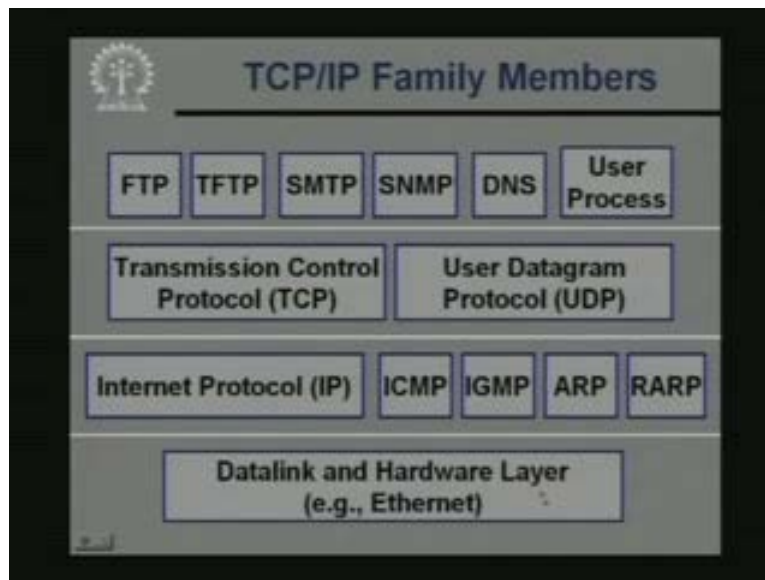 TCP/IP Family Members
FTP
TFTP
SMTP
SNMP
DNS
User
Process
Transmission Control
Protocol (TCP)
User Datagram
Protocol (UDP)
Internet Protocol (IP)
ICMP
IGMP
ARP
RARP
Datalink and Hardware Layer
(e.g., Ethernet)